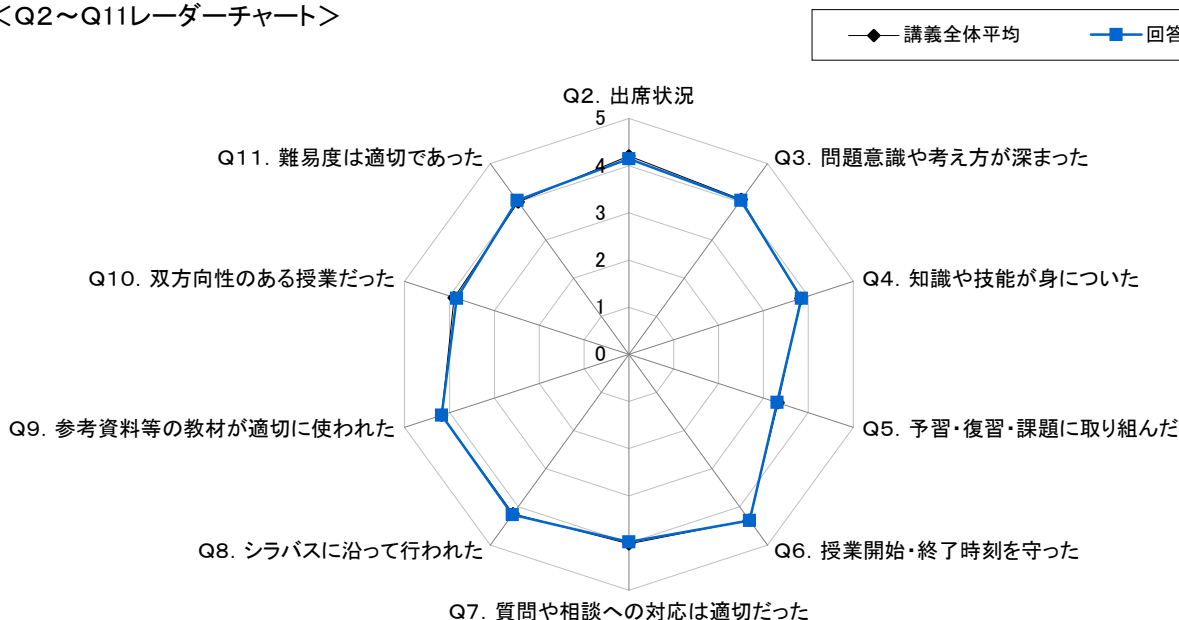 ＜Q2～Q11レーダーチャート＞
講義全体平均
回答
Q2．出席状況
5
4
3
2
1
0
Q3．問題意識や考え方が深まった
Q4．知識や技能が身についた
Q5．予習・復習・課題に取り組んだ
Q6．授業開始・終了時刻を守った
Q7．質問や相談への対応は適切だった
Q8．シラバスに沿って行われた
Q9．参考資料等の教材が適切に使われた
Q10．双方向性のある授業だった
Q11．難易度は適切であった